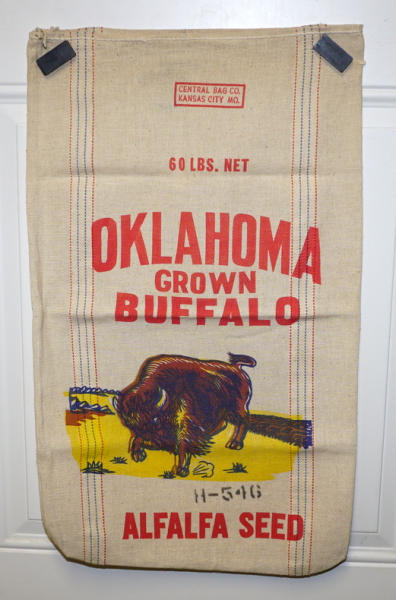 CENTRAL BAG CO.
KANSAS CITY MO.
60 LBS. NET
OKLAHOMA
GROWN
BUFFALO
H-546
ALFALFA SEED